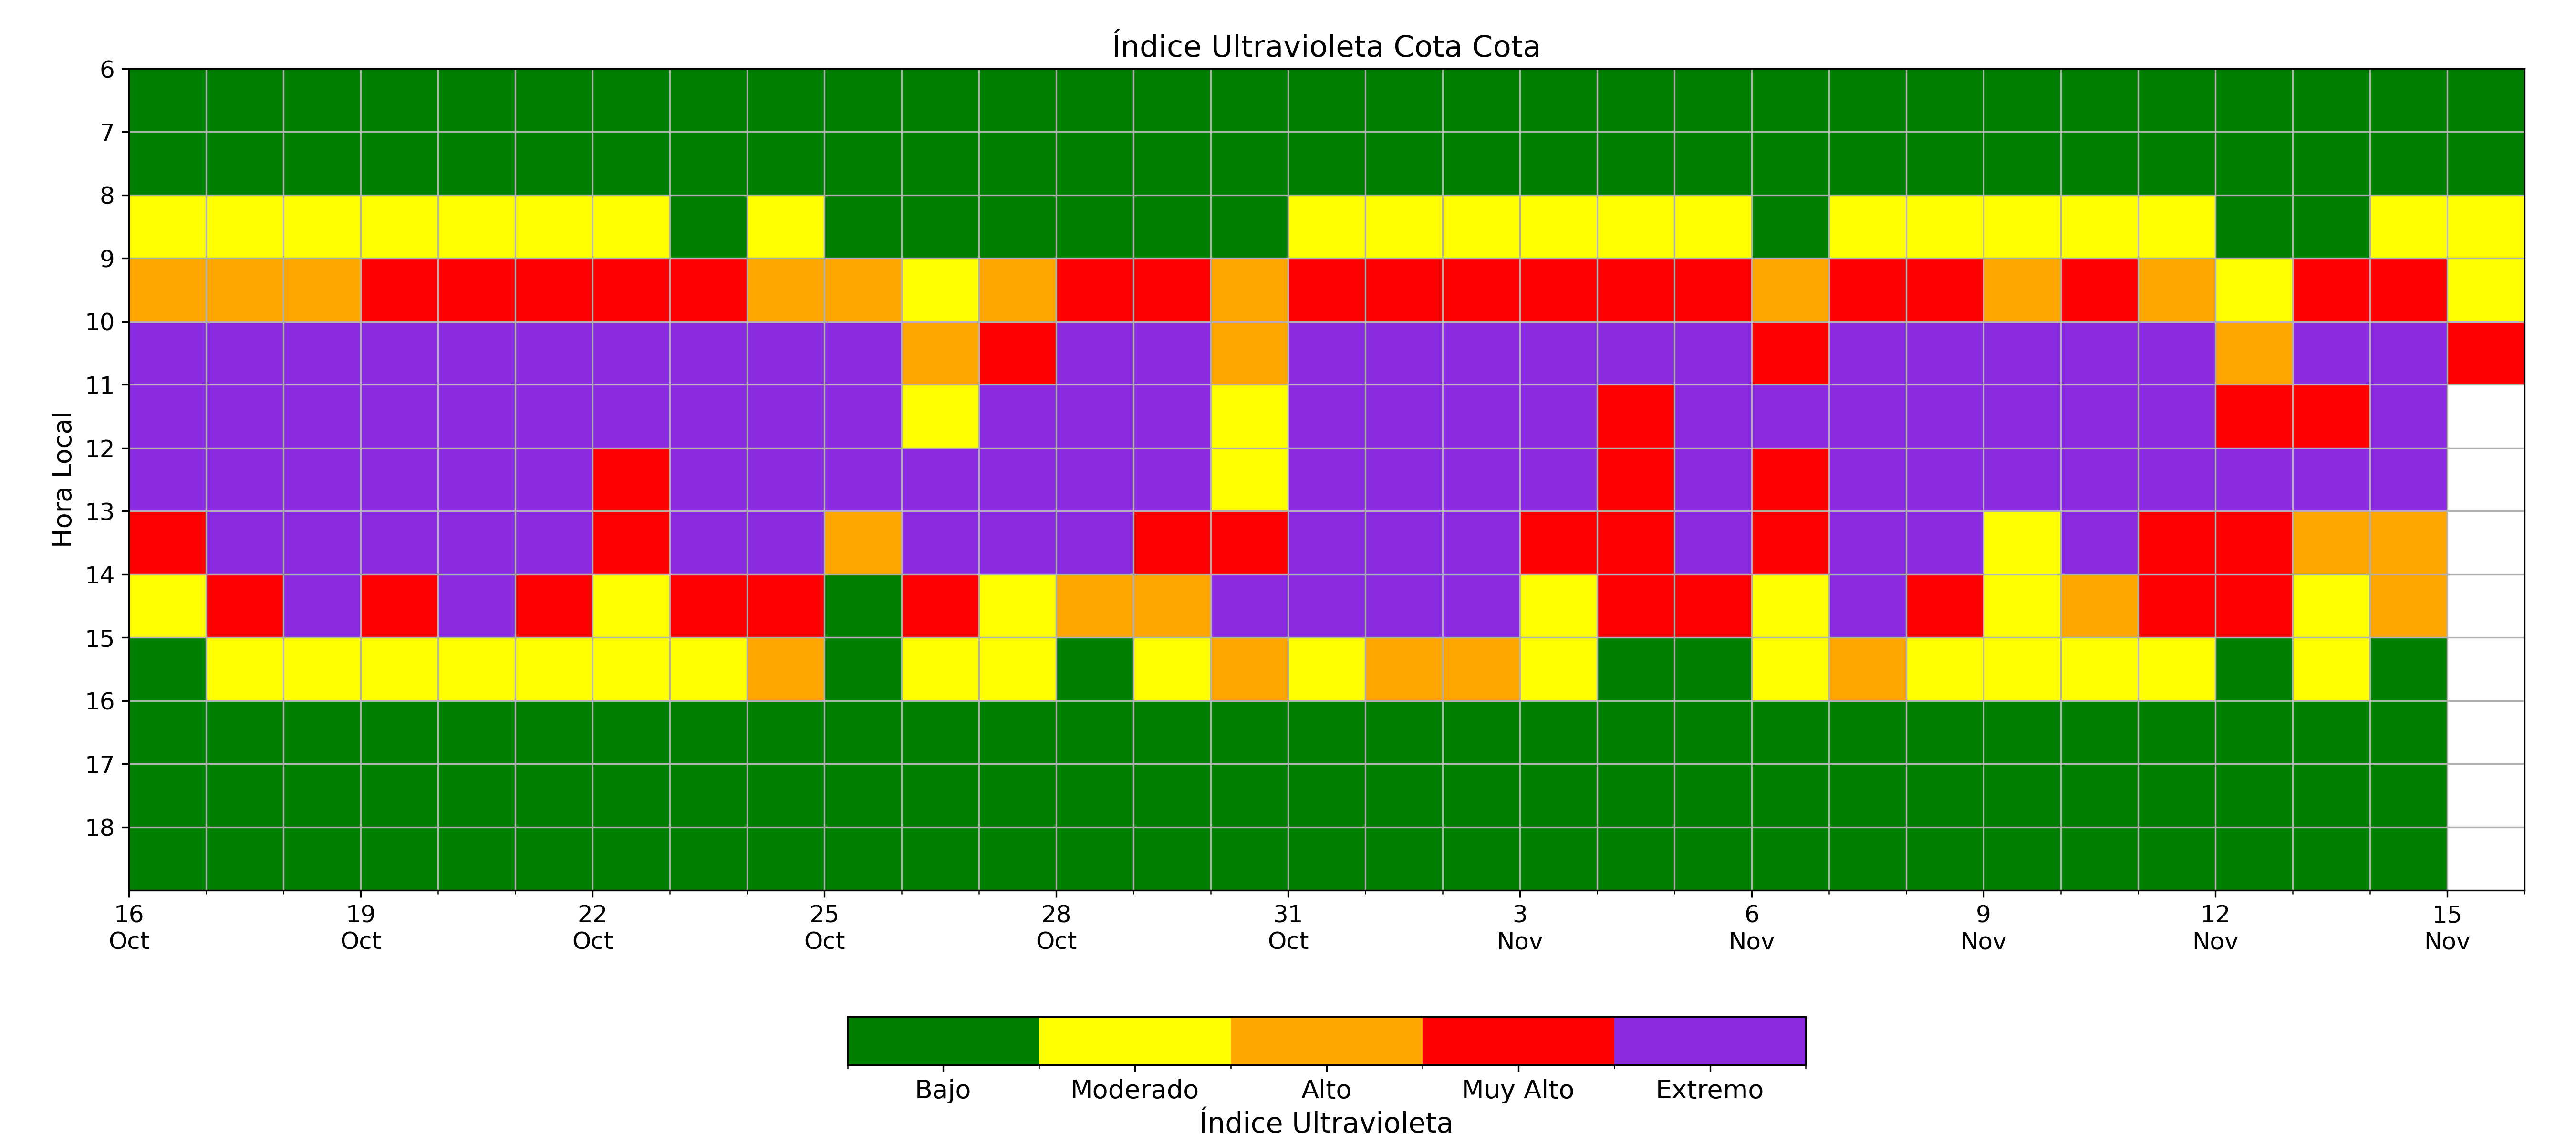 Índice Ultravioleta Cota Cota
Hora Local
6
7
8
9
10
11
12
13
14
15
16
17
18
16 19 22 25 28 31 3 6 9 12 15
Oct Oct Oct Oct Oct Oct Nov Nov Nov Nov Nov
Bajo Moderado Alto Muy Alto Extremo
Índice Ultravioleta